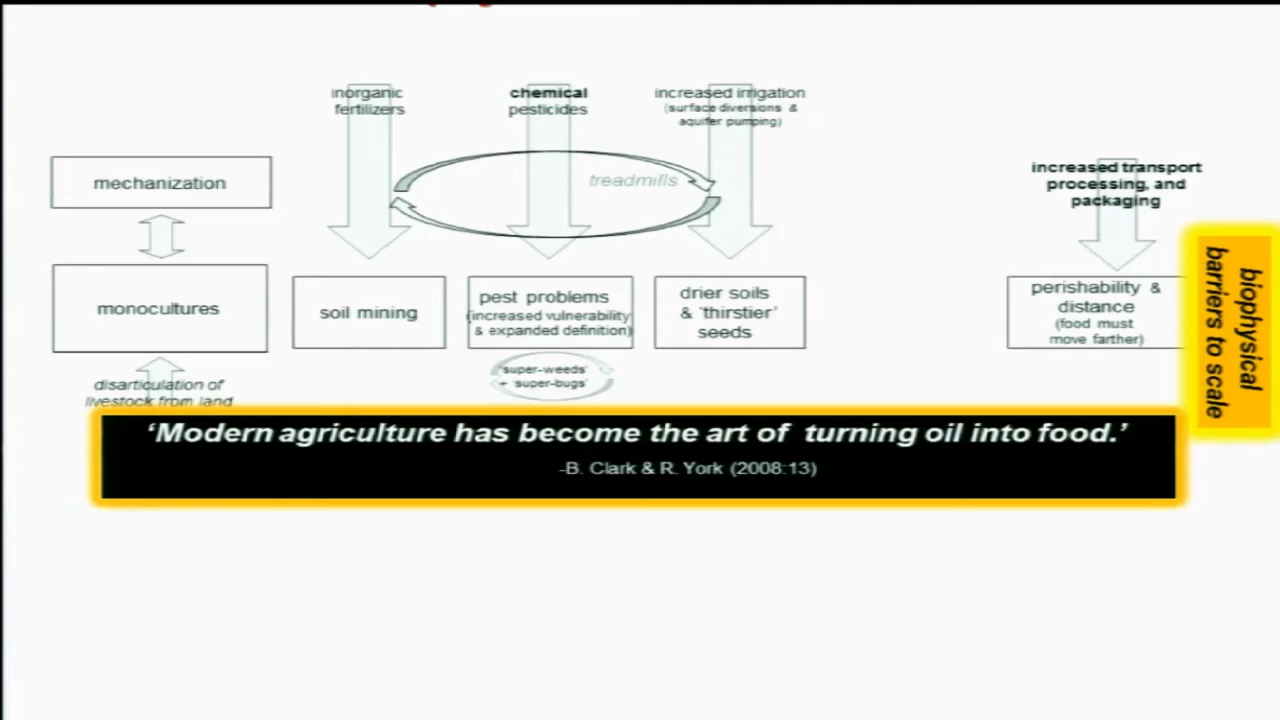 inorganic
fertilizers
chemical
pesticides
increased irrigation
(surface diversions &
aquifer pumping)
treadmills
mechanization
increased transport
processing, and
packaging
monocultures
soil mining
pest problems
(increased vulnerability
& expanded definition)
drier soils
& 'thirstier'
seeds
perishability &
distance
(food must
move farther)
biophysical
barriers to scale
'super-weeds'
+ 'super-bugs'
disarticulation of
livestock from land
'Modern agriculture has become the art of turning oil into food.'
-B. Clark & R. York (2008:13)